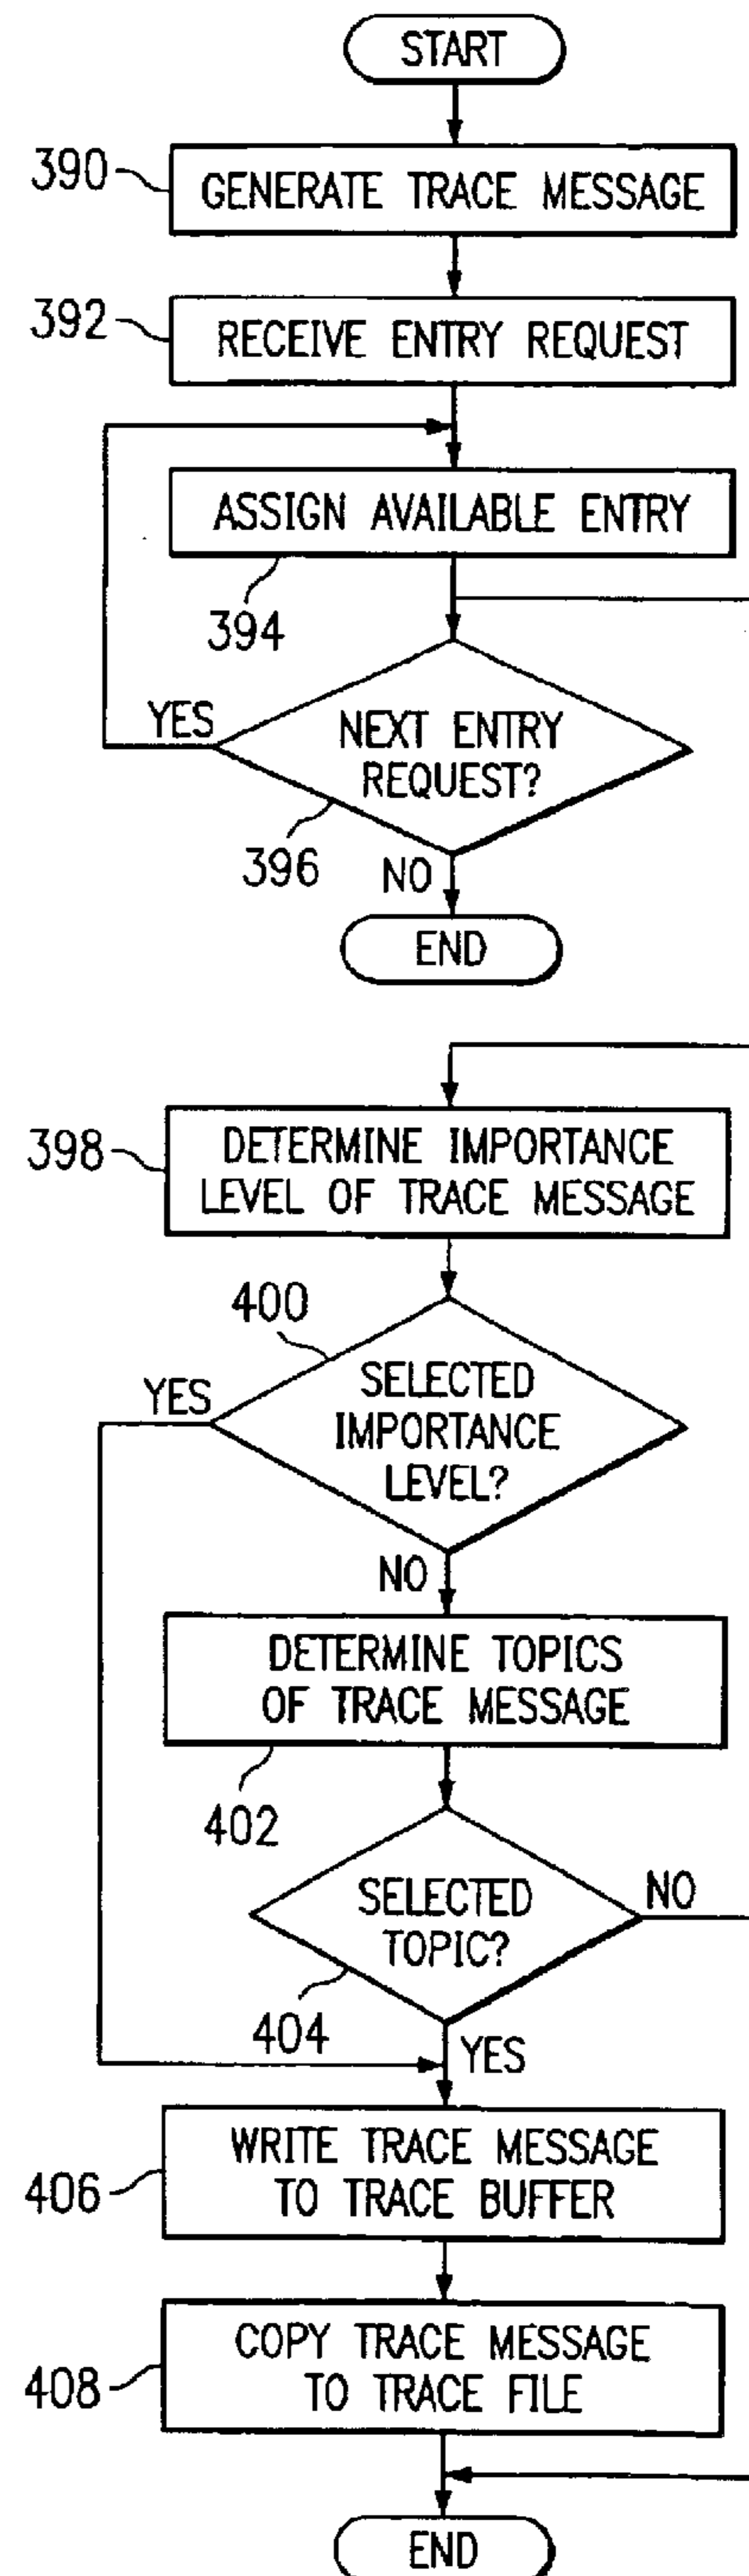 START
390
GENERATE TRACE MESSAGE
392
RECEIVE ENTRY REQUEST
ASSIGN AVAILABLE ENTRY
394
YES
NEXT ENTRY
REQUEST?
396
NO
END
398
DETERMINE IMPORTANCE
LEVEL OF TRACE MESSAGE
400
YES
SELECTED
IMPORTANCE
LEVEL?
NO
DETERMINE TOPICS
OF TRACE MESSAGE
402
SELECTED
TOPIC?
NO
404
YES
406
WRITE TRACE MESSAGE
TO TRACE BUFFER
408
COPY TRACE MESSAGE
TO TRACE FILE
END